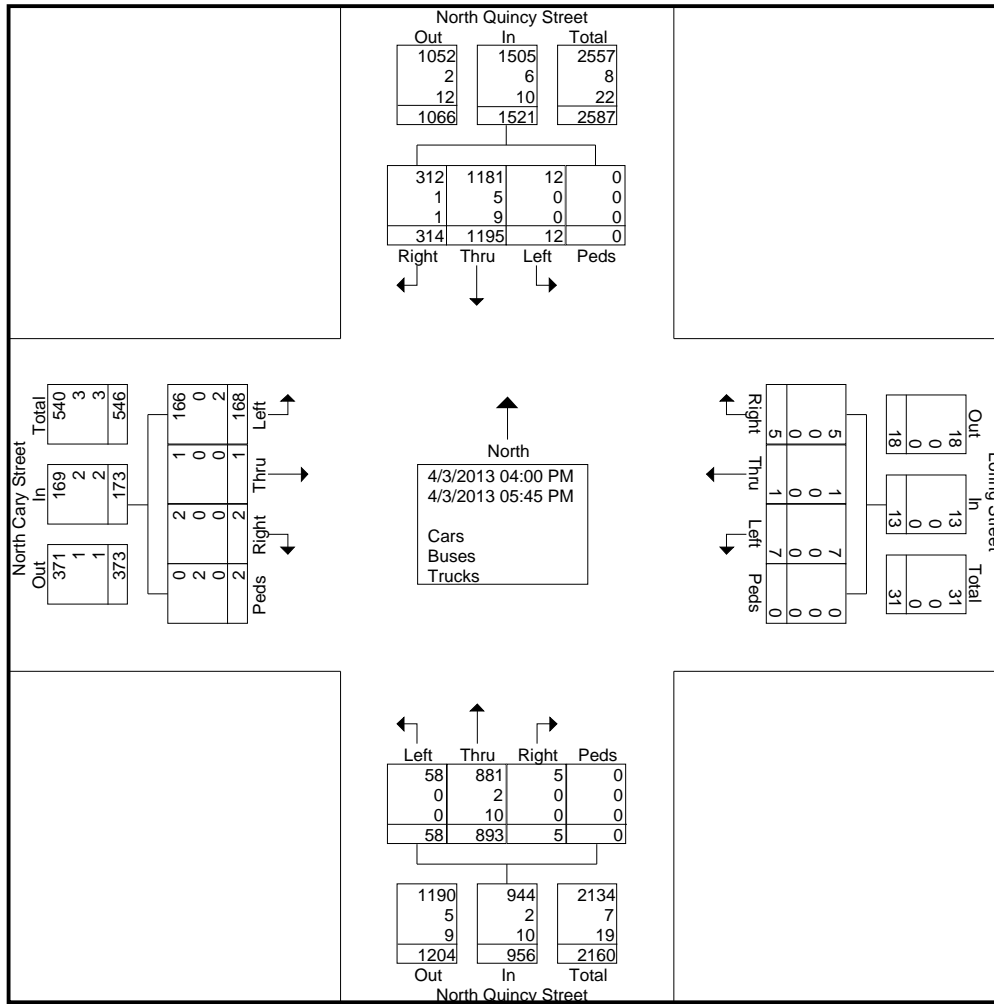 North Quincy Street
Out In Total
1052 1505 2557
2 6 8
12 10 22
1066 1521 2587
312 1181 12 0
1 5 0 0
1 9 0 0
314 1195 12 0
Right Thru Left Peds
North Cary Street
Total In Out
540 169 371
3 2 1
3 2 1
546 173 373
166 1 2 0
0 0 0 2
2 0 0 0
168 1 2 2
Left Thru Right Peds
North
4/3/2013 04:00 PM
4/3/2013 05:45 PM
Cars
Buses
Trucks
Right Thru Left Peds
5 1 7 0
0 0 0 0
0 0 0 0
5 1 7 0
18 13 31
0 0 0
0 0 0
18 13 31
Out In Total
Street
Left Thru Right Peds
58 881 5 0
0 2 0 0
0 10 0 0
58 893 5 0
1190 944 2134
5 2 7
9 10 19
1204 956 2160
Out In Total
North Quincy Street